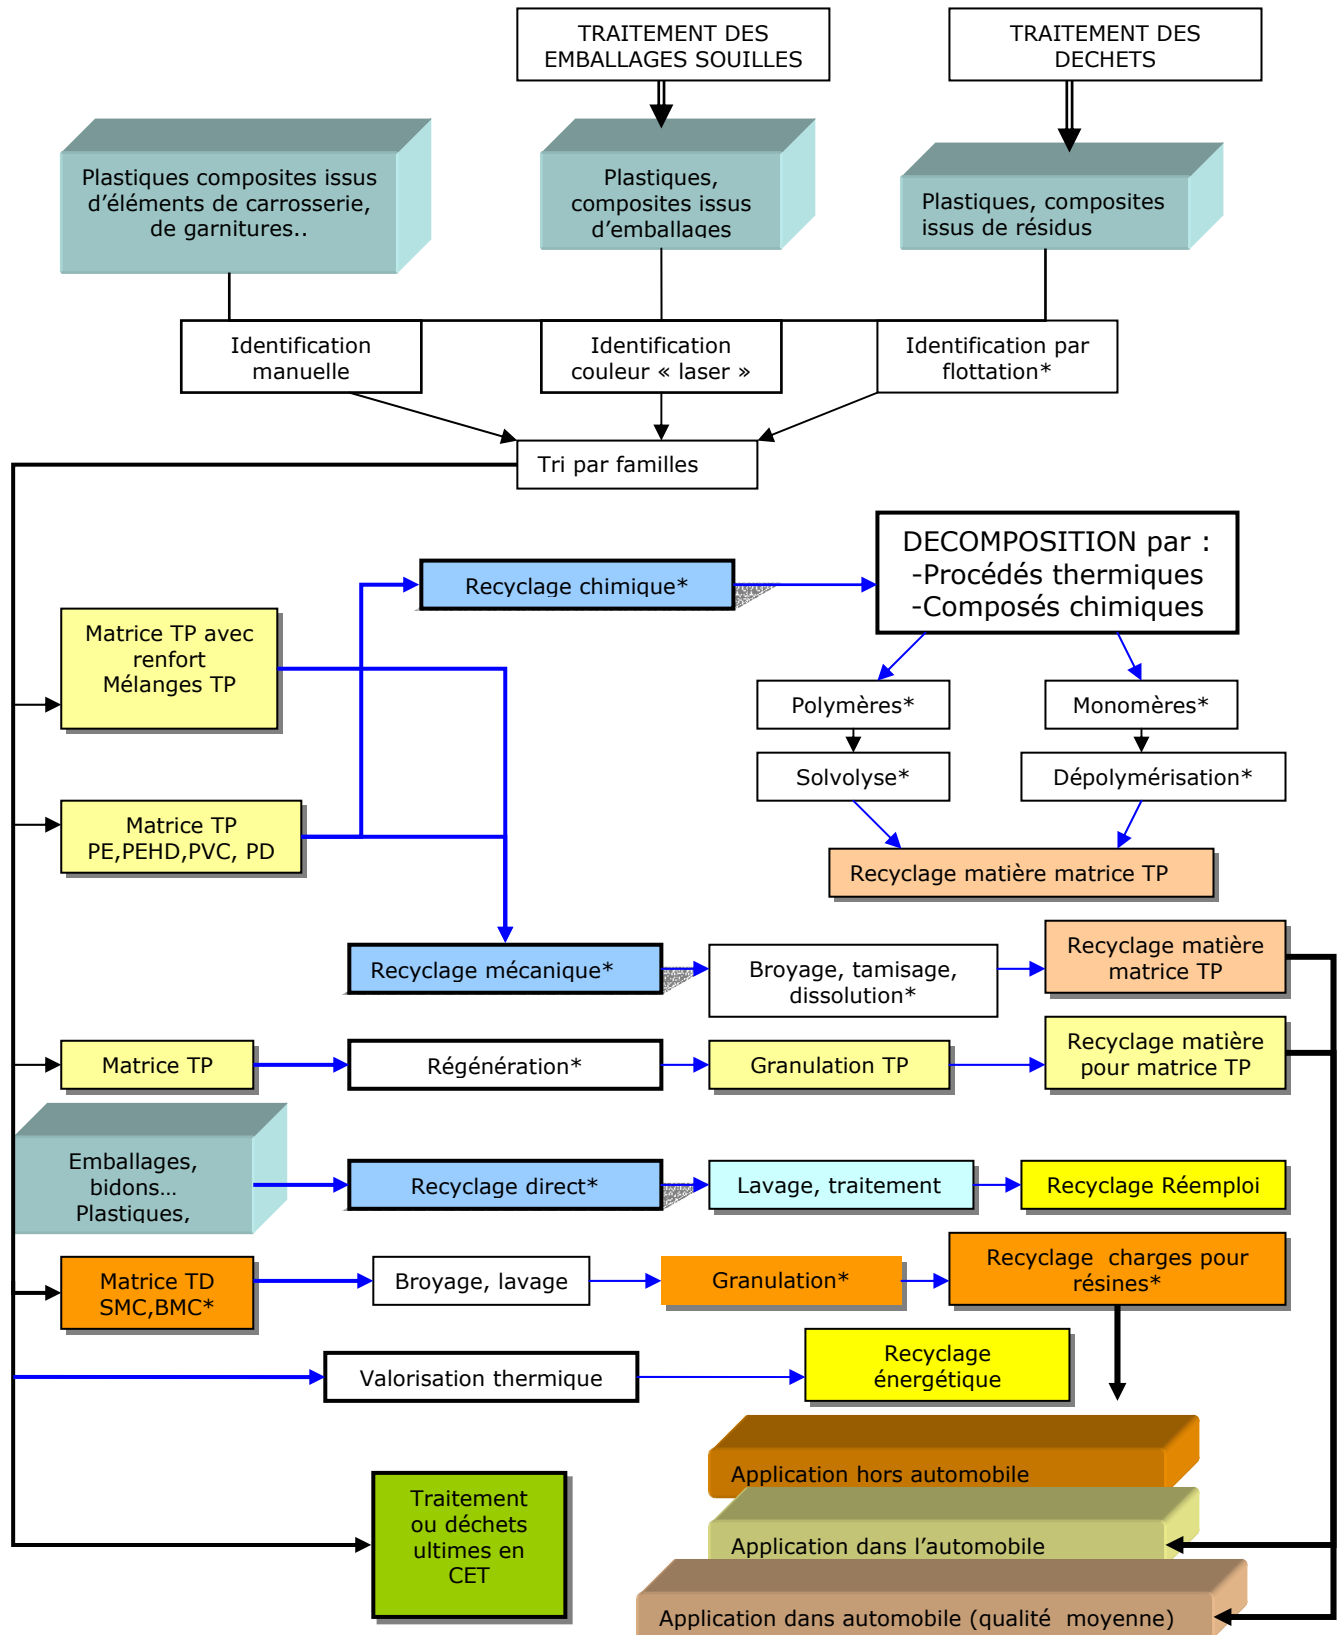 TRAITEMENT DES
EMBALLAGES SOUILLES
TRAITEMENT DES
DECHETS
Plastiques composites issus
d’éléments de carrosserie,
de garnitures..
Plastiques,
composites issus
d’emballages
Plastiques, composites
issus de résidus
Identification
manuelle
Identification
couleur « laser »
Identification par
flottation*
Tri par familles
DECOMPOSITION par :
-Procédés thermiques
-Composés chimiques
Recyclage chimique*
Matrice TP avec
renfort
Mélanges TP
Polymères*
Monomères*
Solvolyse*
Dépolymérisation*
Matrice TP
PE,PEHD,PVC, PD
Recyclage matière matrice TP
Recyclage mécanique*
Broyage, tamisage,
dissolution*
Recyclage matière
matrice TP
Matrice TP
Régénération*
Granulation TP
Recyclage matière
pour matrice TP
Emballages,
bidons…
Plastiques,
Recyclage direct*
Lavage, traitement
Recyclage Réemploi
Matrice TD
SMC,BMC*
Broyage, lavage
Granulation*
Recyclage  charges pour
résines*
Valorisation thermique
Recyclage
énergétique
Application hors automobile
Traitement
ou déchets
ultimes en
CET
Application dans l’automobile
Application dans automobile (qualité  moyenne)